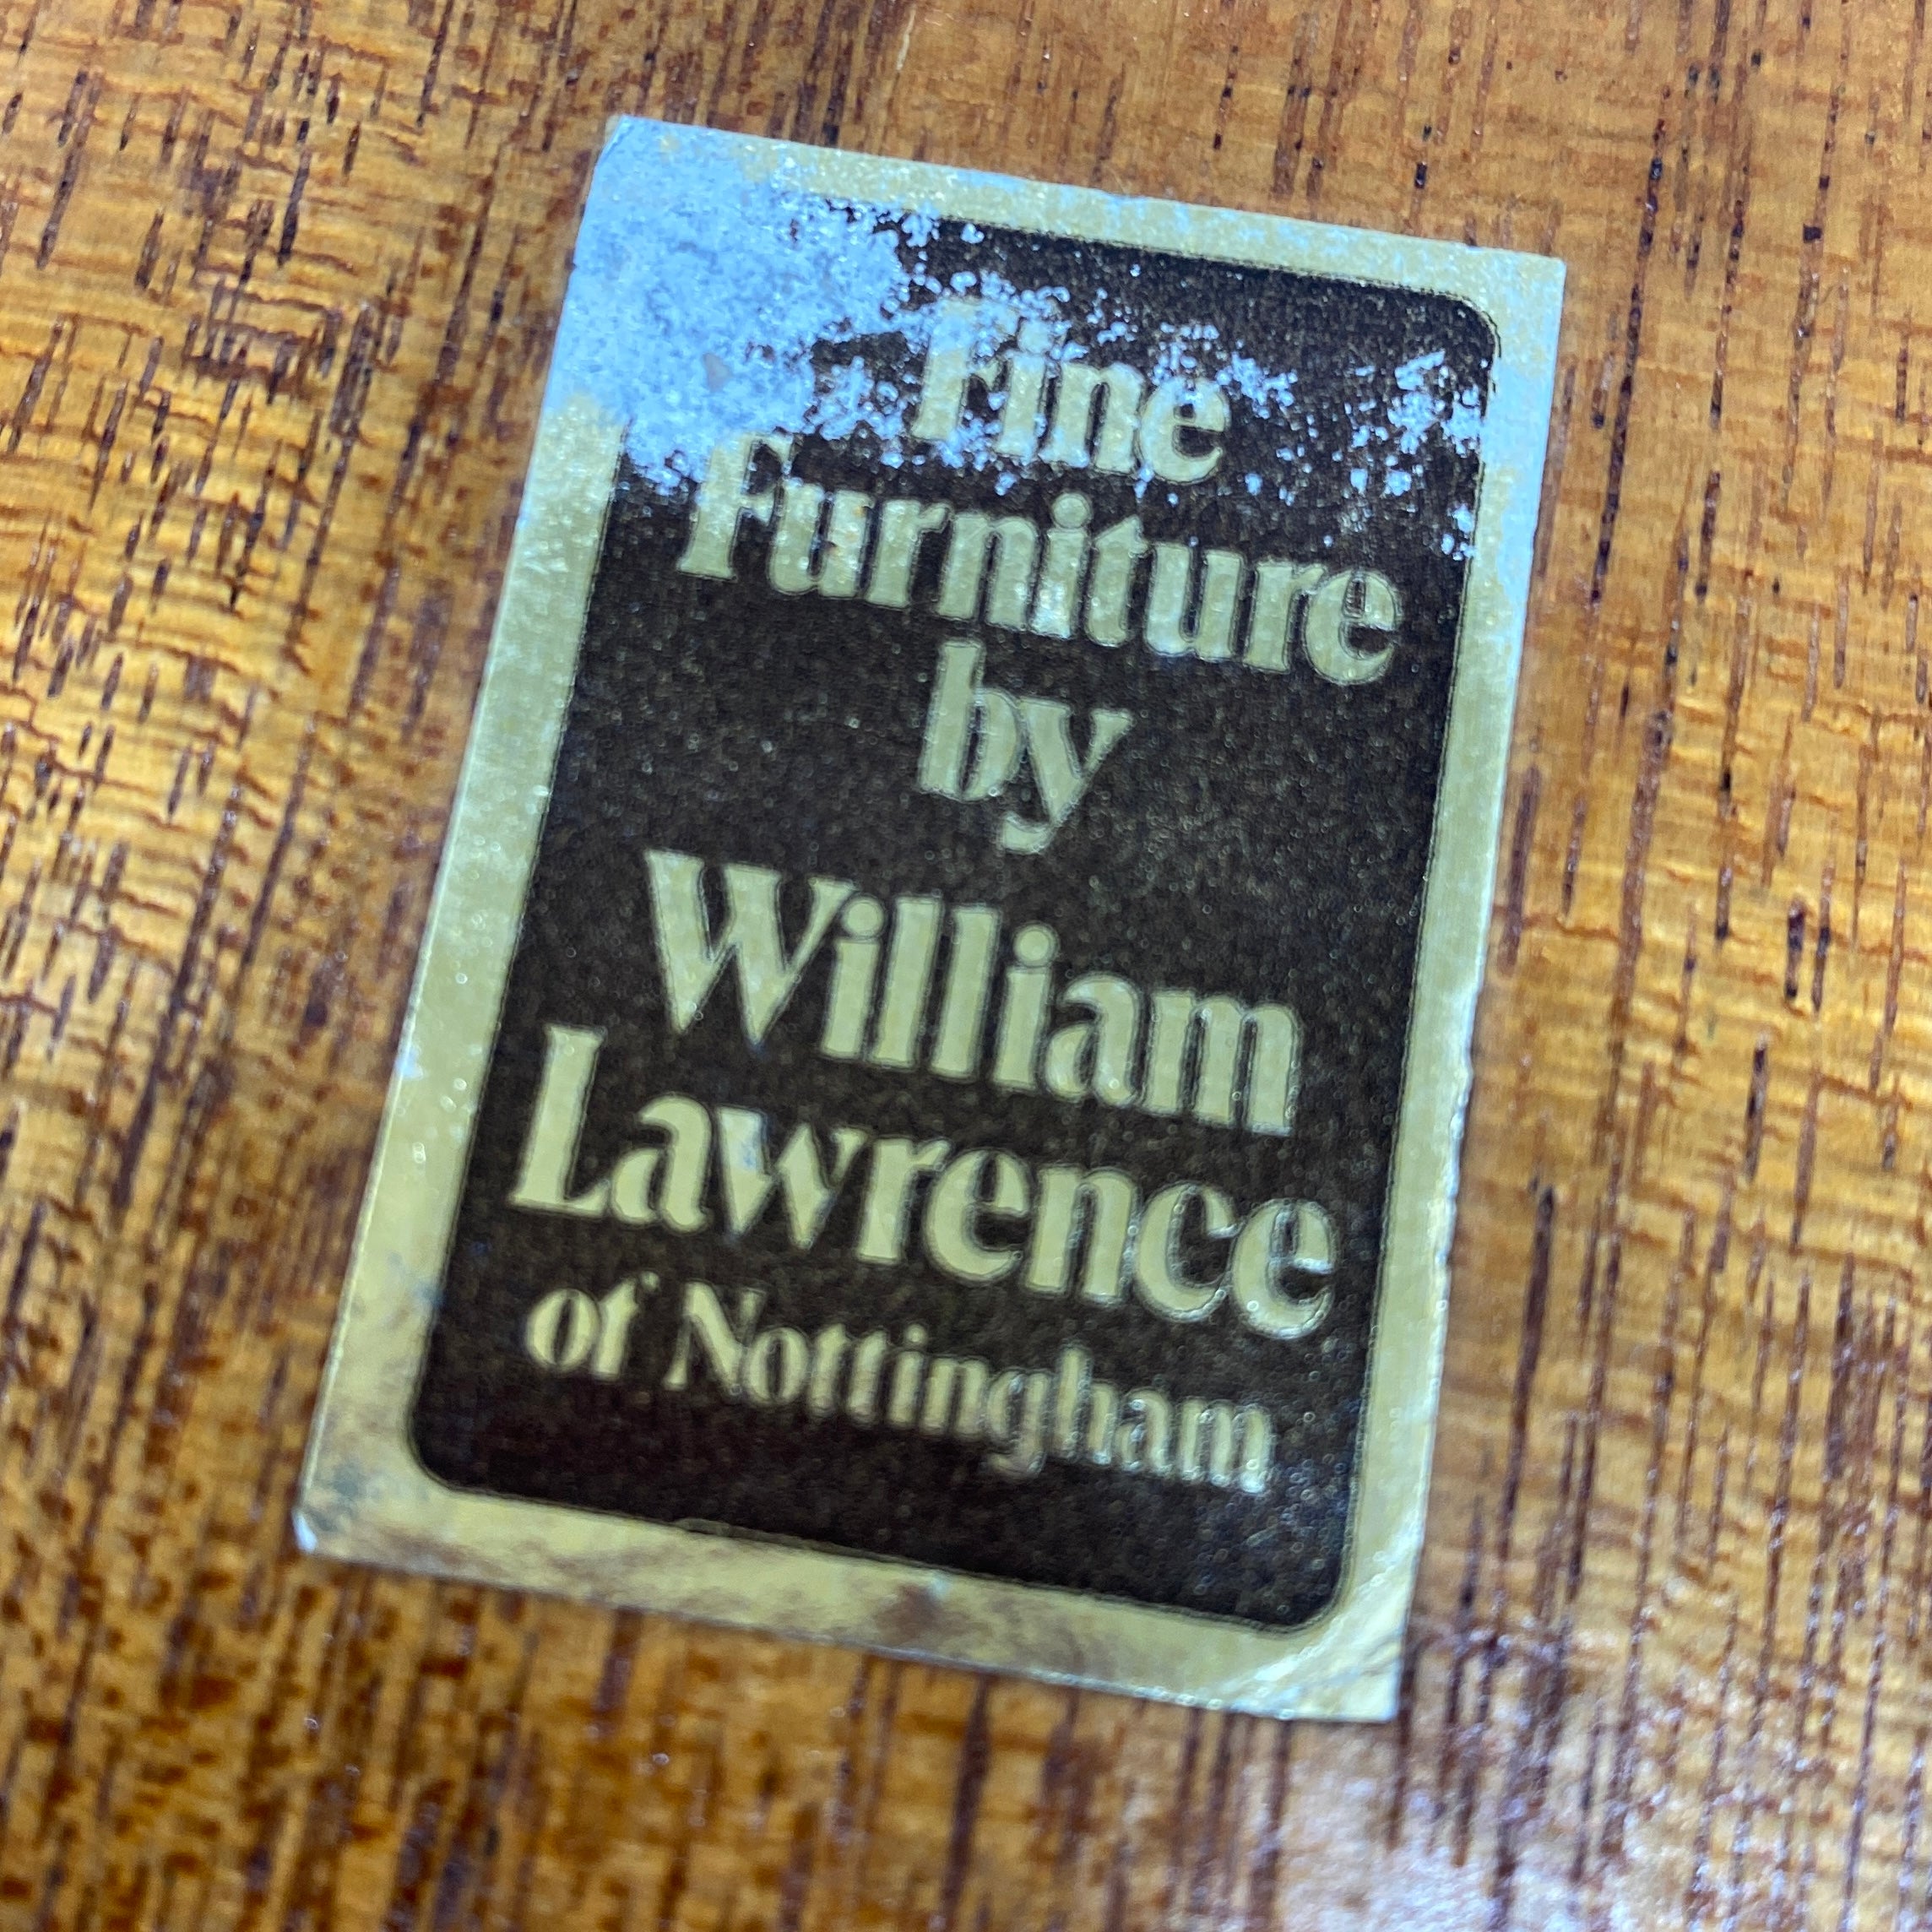 Fine
Furniture
by
William
Lawrence
of Nottingham